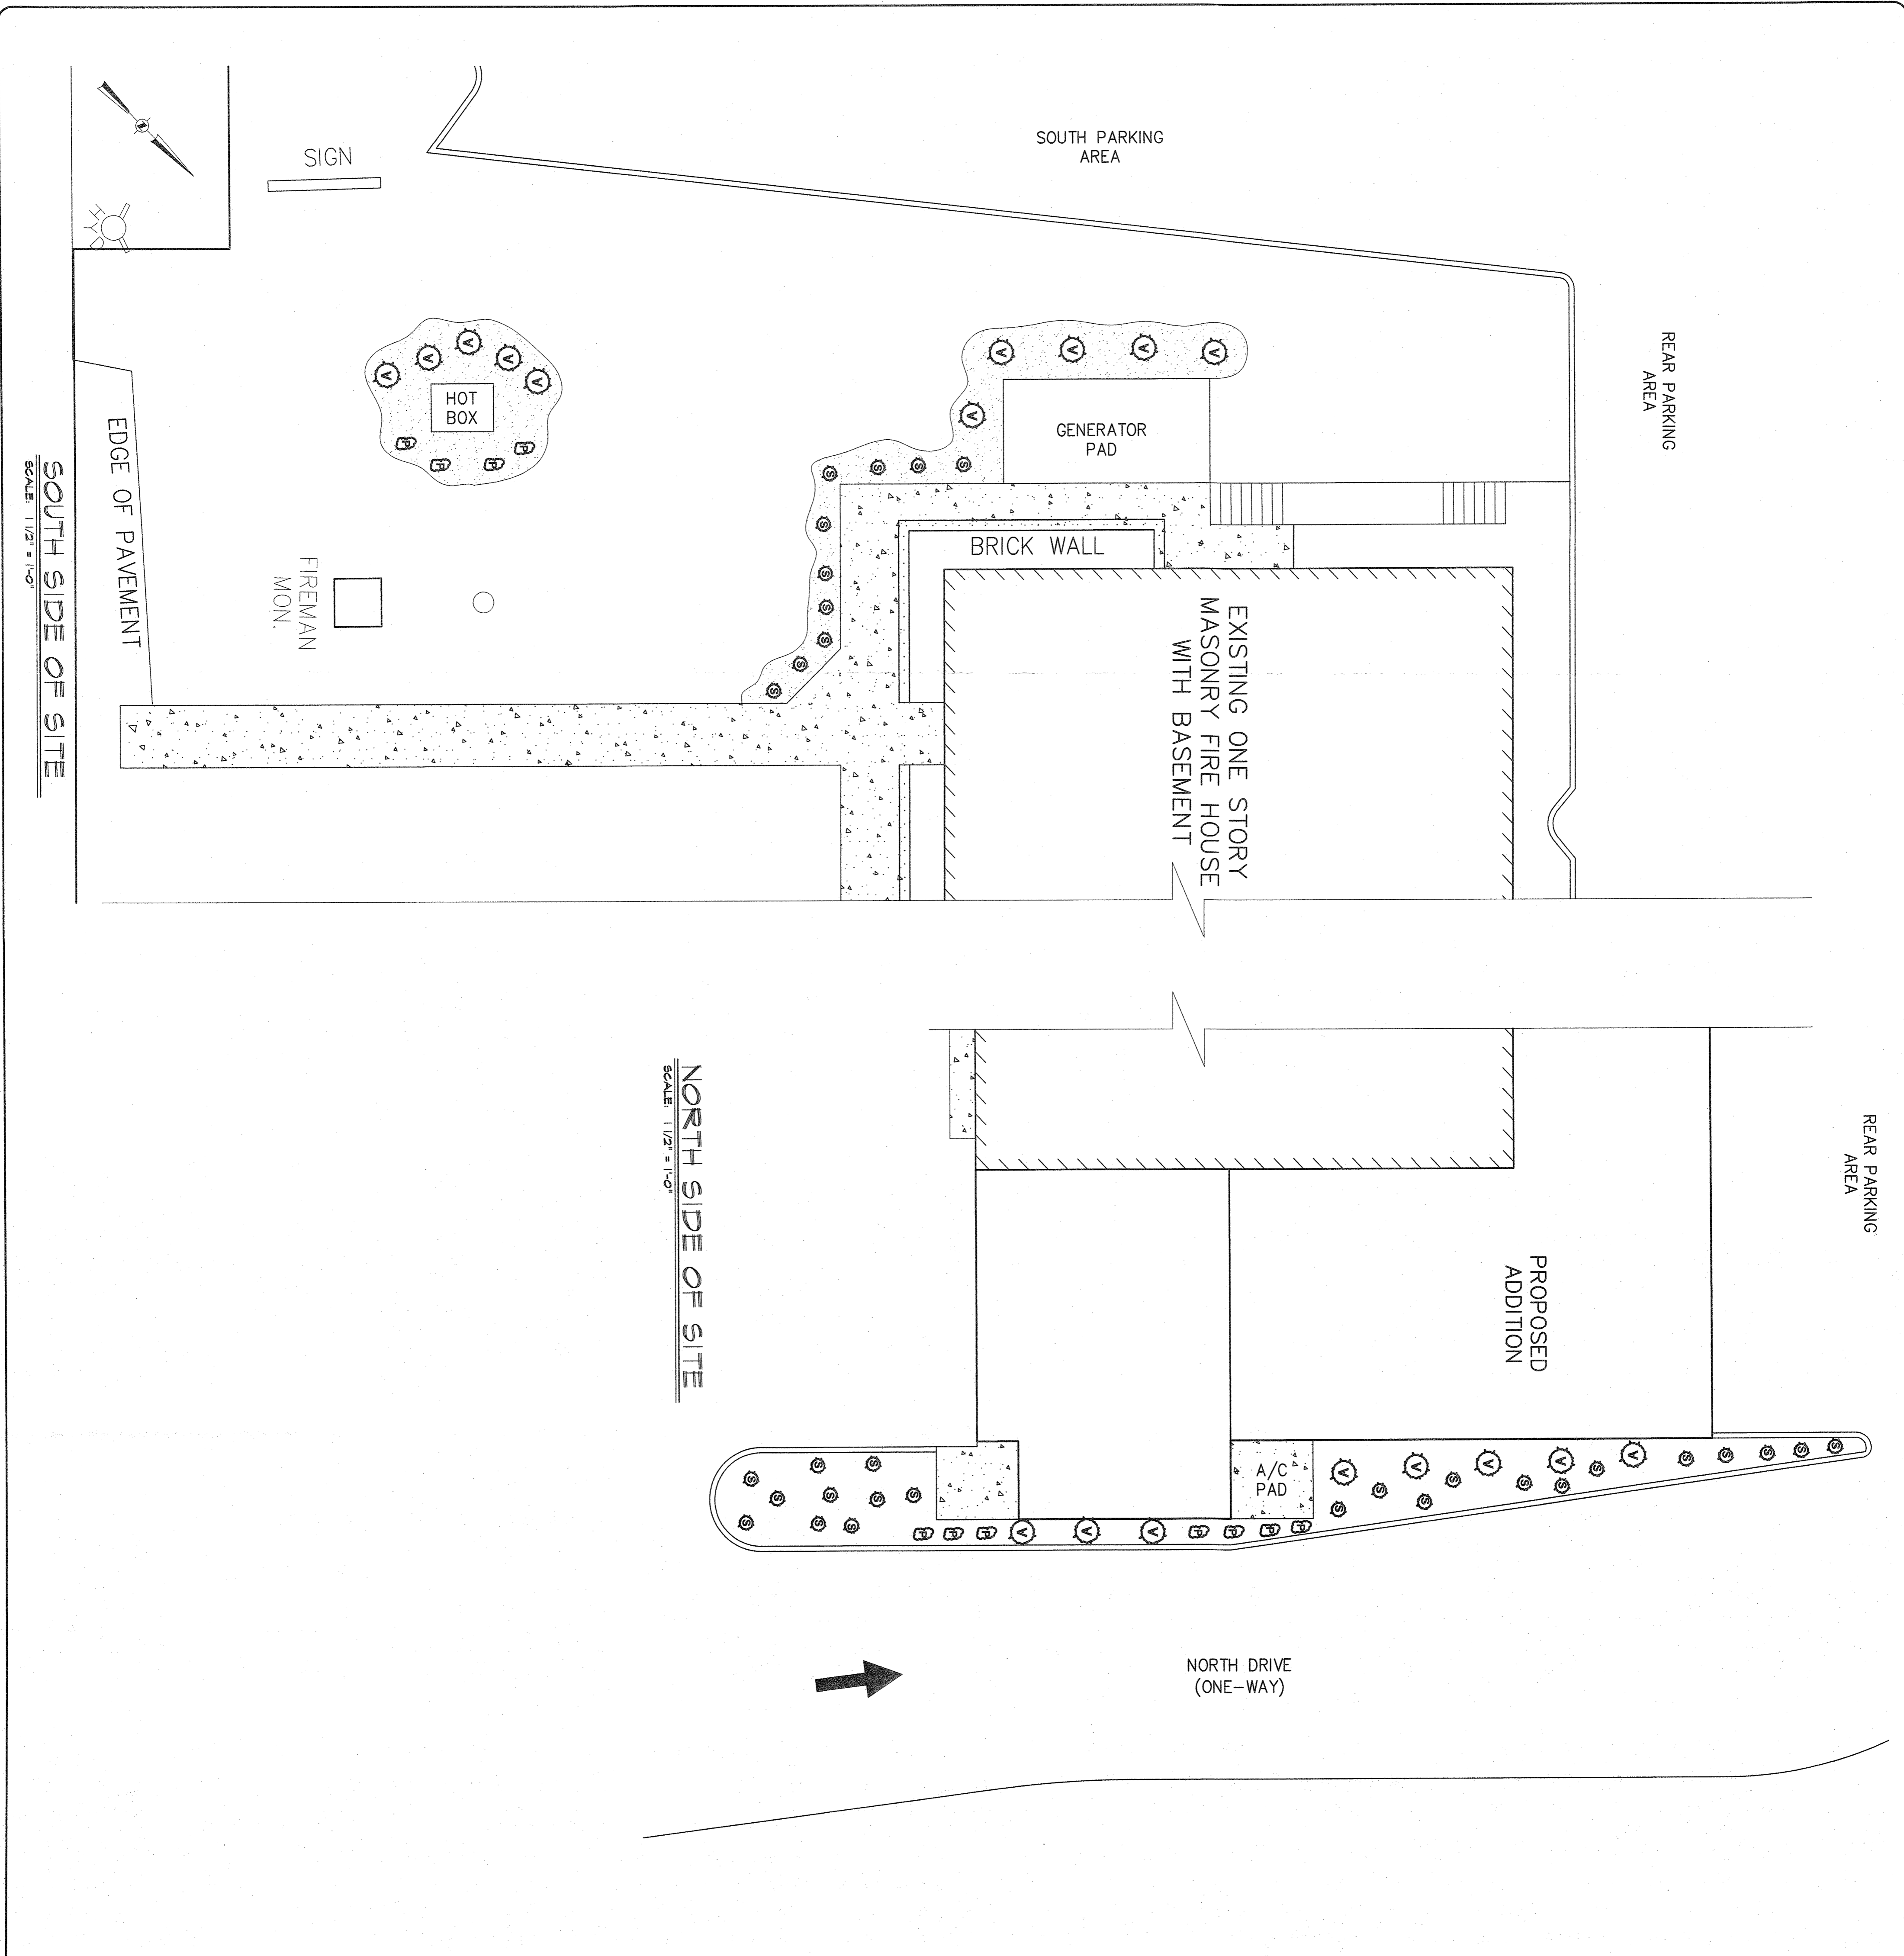 SOUTH PARKING
AREA
SIGN
HYD
REAR PARKING
AREA
HOT
BOX
GENERATOR
PAD
A
A
A
A
A
P
P
P
P
A
A
A
A
A
S
S
S
S
S
S
S
S
S
S
BRICK WALL
EXISTING ONE STORY
MASONRY FIRE HOUSE
WITH BASEMENT
EDGE OF PAVEMENT
FIREMAN
MON.
SOUTH SIDE OF SITE
SCALE: 1 1/2" = 1'-0"
NORTH SIDE OF SITE
SCALE: 1 1/2" = 1'-0"
REAR PARKING
AREA
PROPOSED
ADDITION
A/C
PAD
S
S
S
S
S
S
S
S
S
S
P
P
P
A
A
A
P
P
P
P
A
A
A
A
A
S
S
S
S
S
S
S
S
S
S
S
S
NORTH DRIVE
(ONE-WAY)